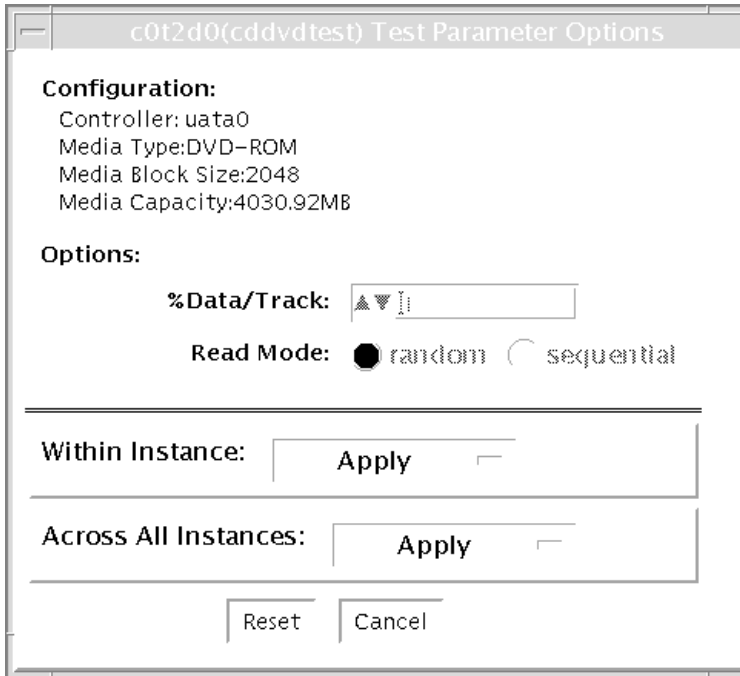 c0t2d0(cddvdtest) Test Parameter Options
Configuration:
Controller: uata0
Media Type:DVD-ROM
Media Block Size:2048
Media Capacity:4030.92MB
Options:
%Data/Track:
Read Mode: random sequential
Within Instance: Apply
Across All Instances: Apply
Reset Cancel